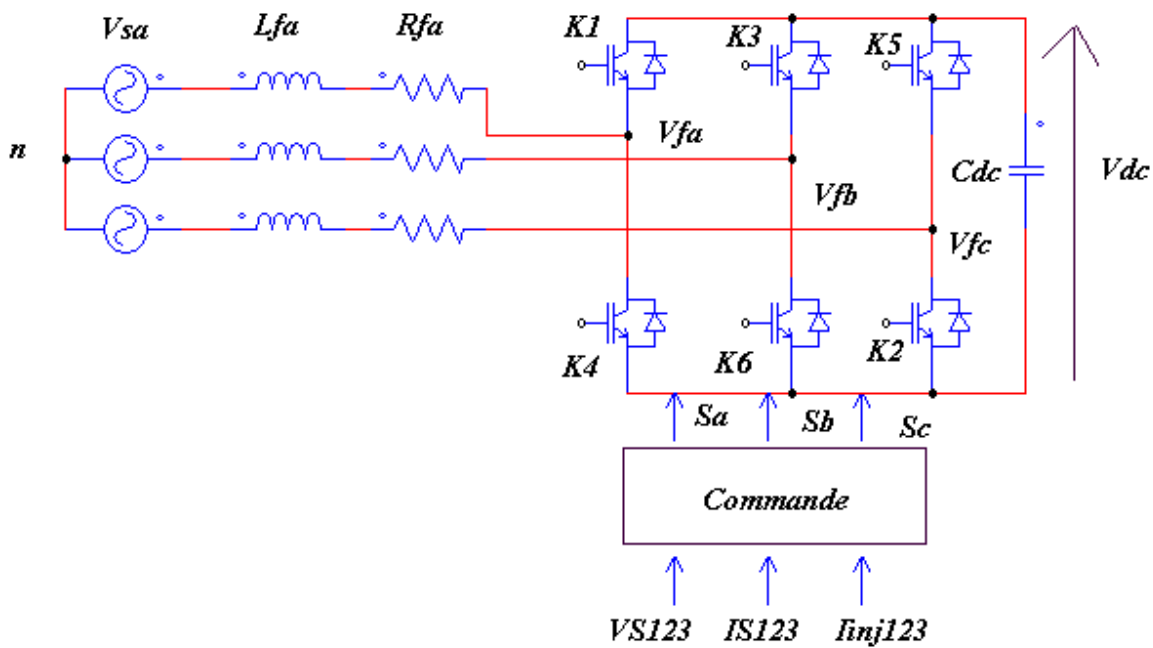 Vsa Lfa Rfa K1 K3 K5
n Vfa Cdc Vdc
Vfb
Vfc
K4 K6 K2
Sa Sb Sc
Commande
VS123 IS123 Iinj123